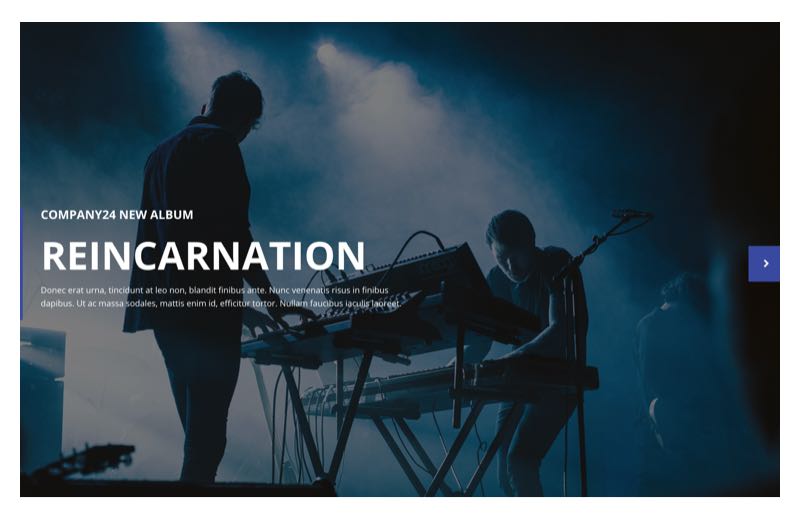 COMPANY24 NEW ALBUM
REINCARNATION
Donec erat urna, tincidunt at leo non, blandit finibus ante. Nunc venenatis risus in finibus
dapibus. Ut ac massa sodales, mattis enim id, efficitur tortor. Nullam faucibus iaculis laoreet.